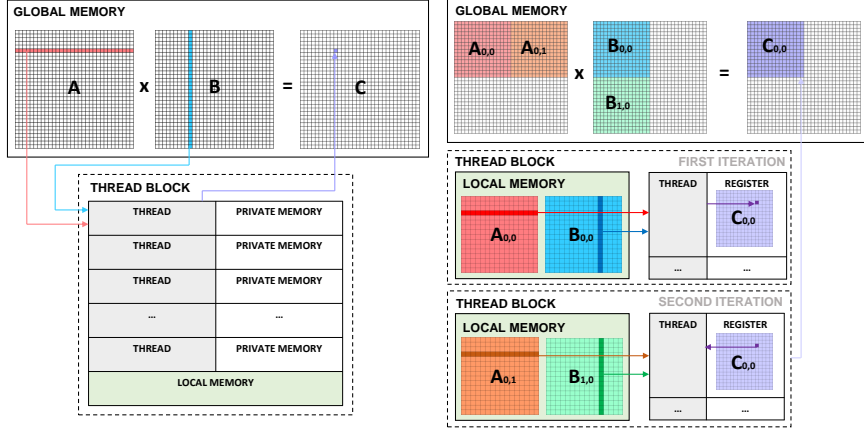 GLOBAL MEMORY
A x B = C
THREAD BLOCK
THREAD PRIVATE MEMORY
THREAD PRIVATE MEMORY
THREAD PRIVATE MEMORY
... ...
THREAD PRIVATE MEMORY
LOCAL MEMORY
GLOBAL MEMORY
A0,0 A0,1 x B0,0 = C0,0
B1,0
THREAD BLOCK FIRST ITERATION
LOCAL MEMORY THREAD REGISTER
A0,0 B0,0 C0,0
... ...
THREAD BLOCK SECOND ITERATION
LOCAL MEMORY THREAD REGISTER
A0,1 B1,0 C0,0
... ...